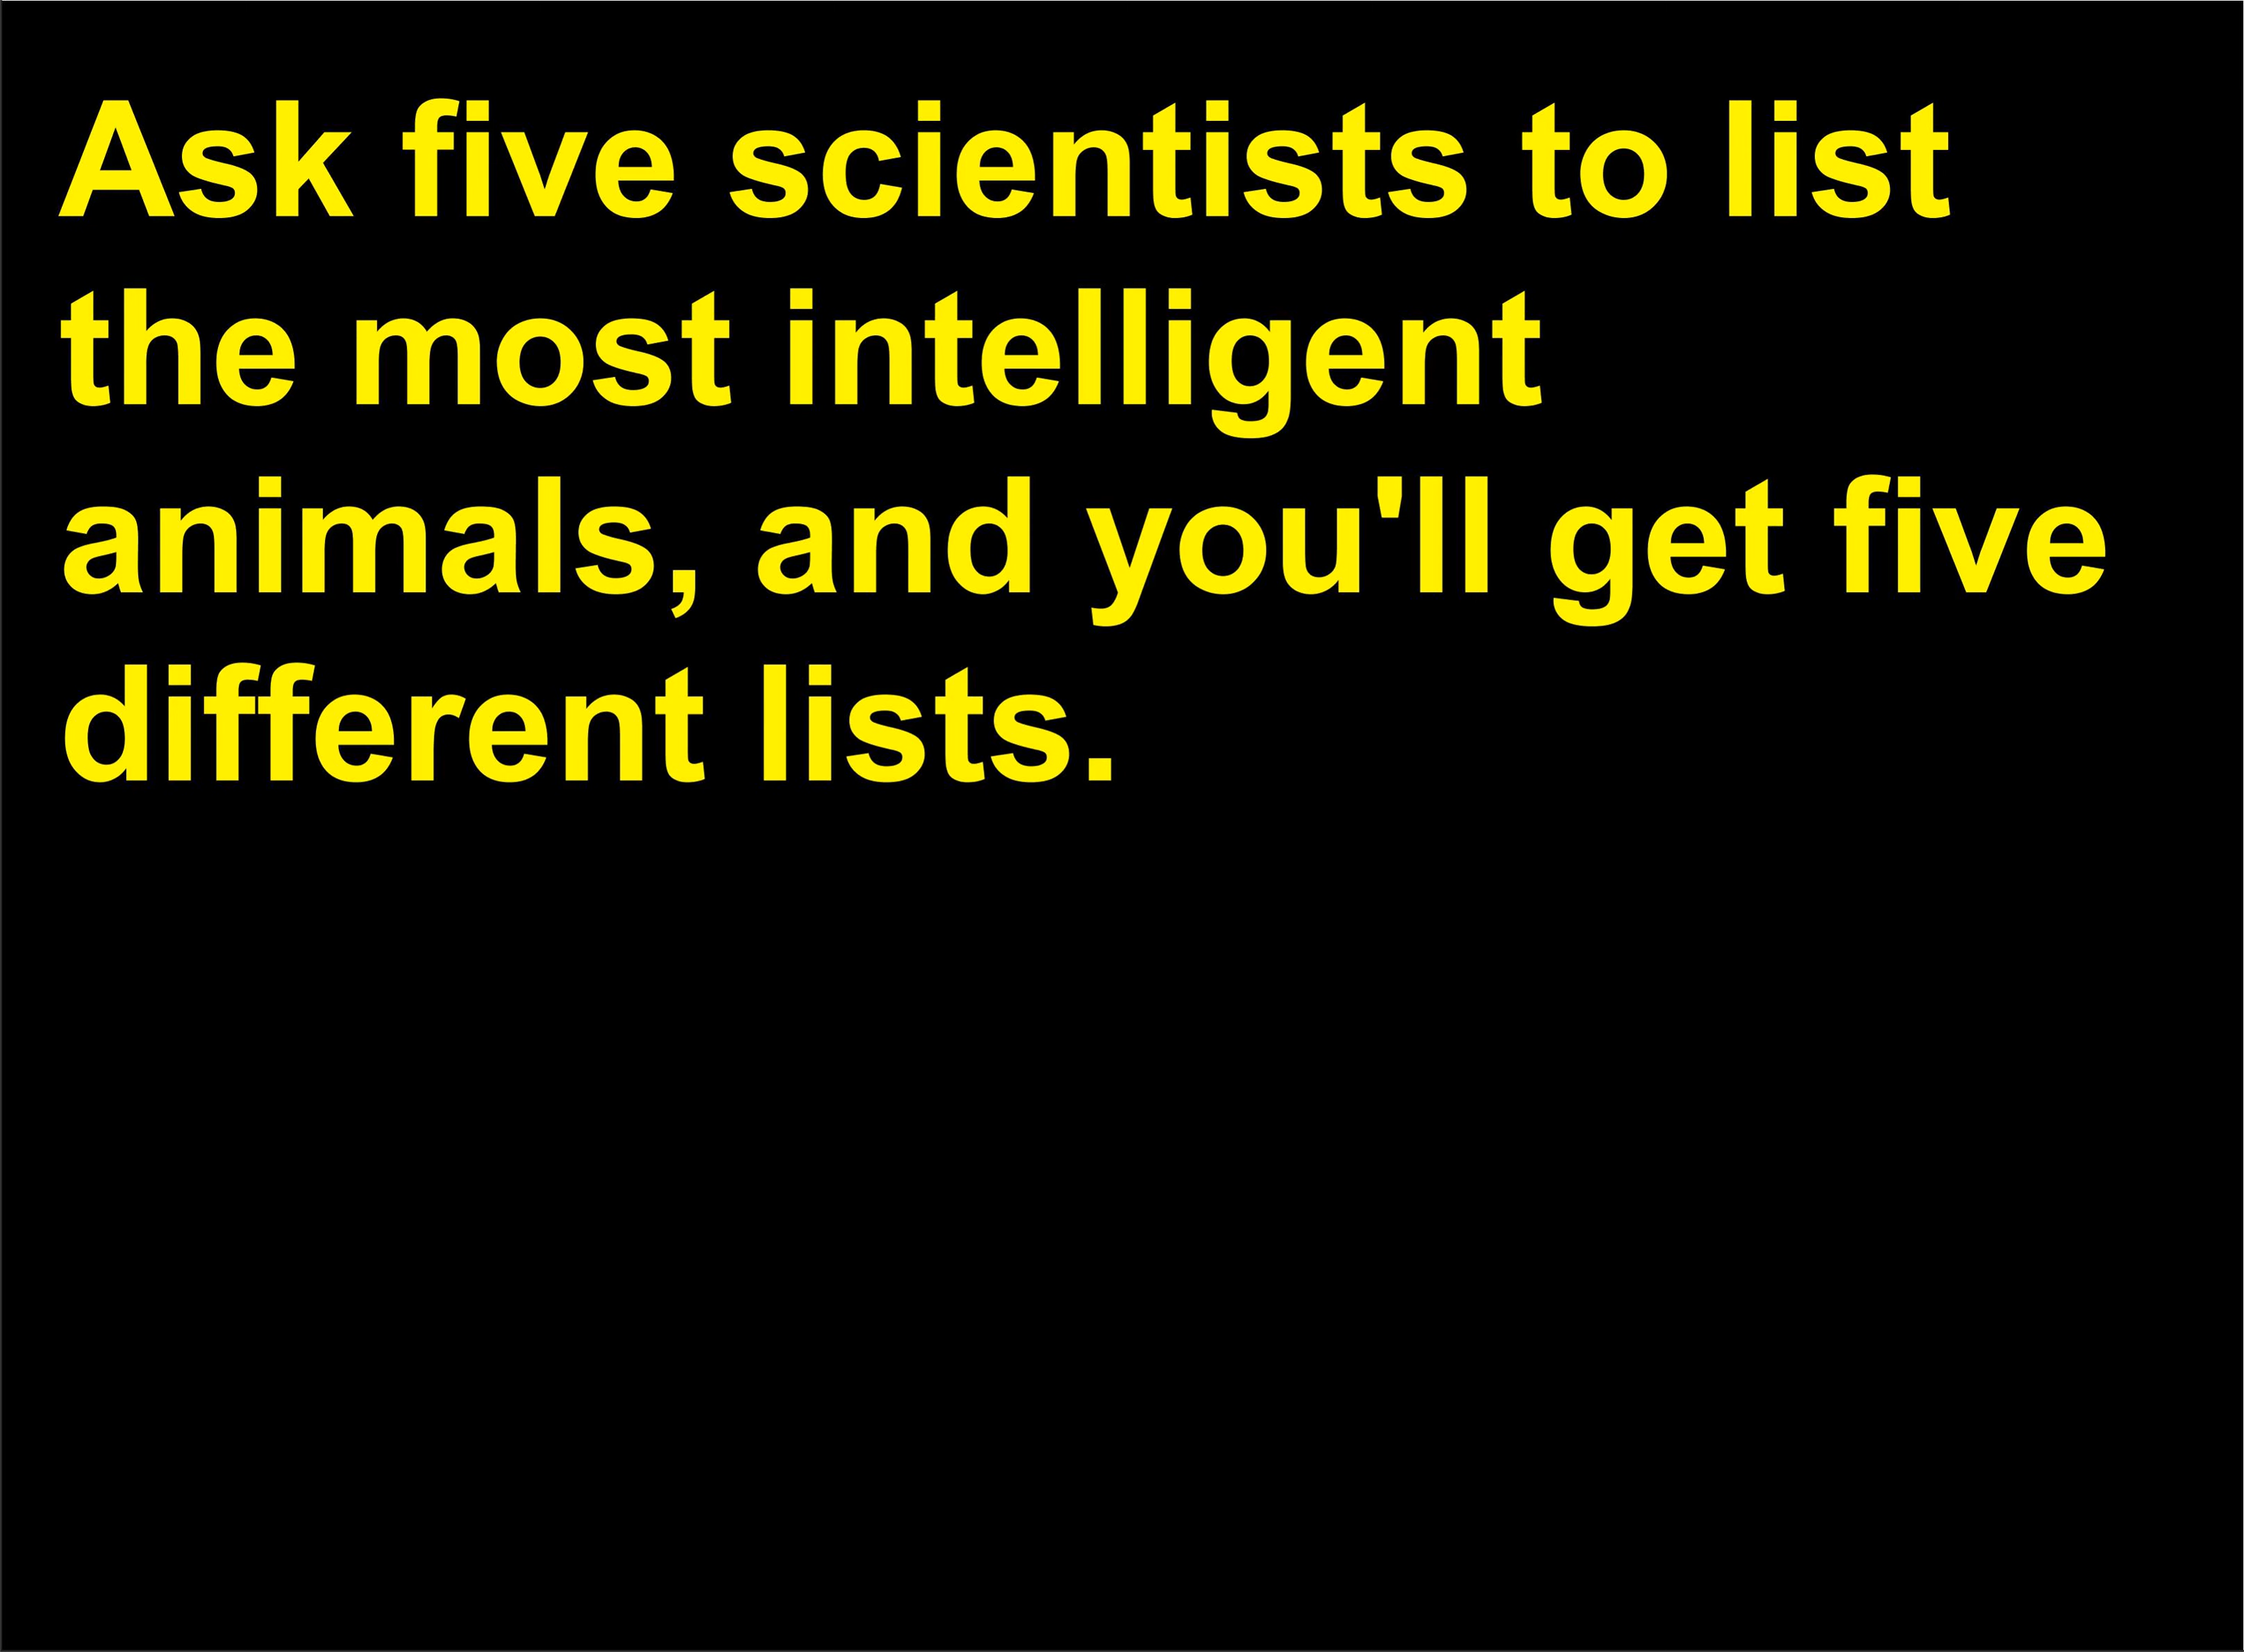 Ask five scientists to list
the most intelligent
animals, and you'll get five
different lists.